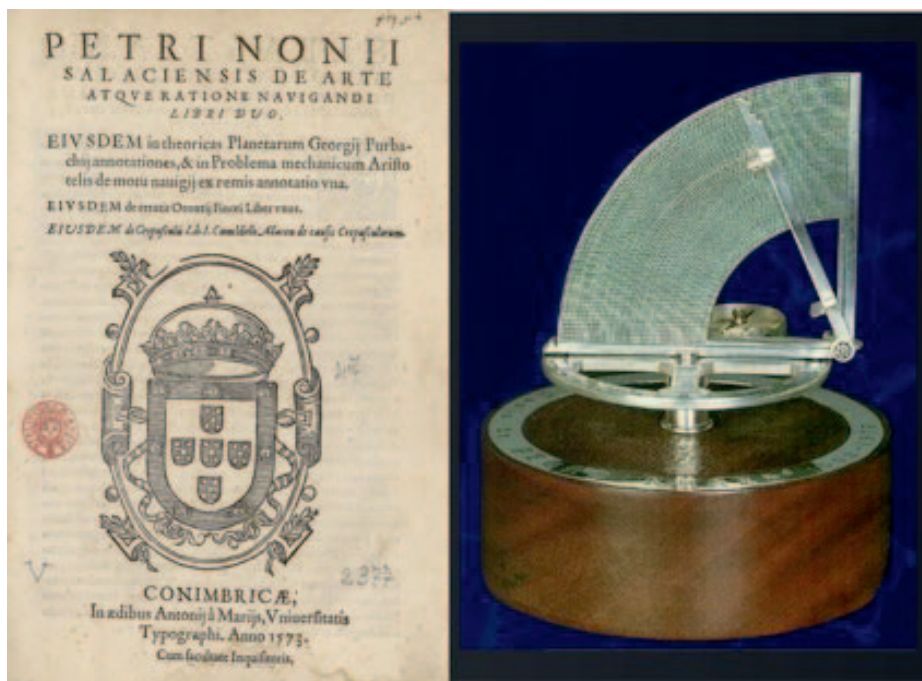 PETRI NONII
SALACIENSIS DE ARTE
ATQVE RATIONE NAVIGANDI
LIBRI DVO.
EIVSDEM in theoricas Planetarum Georgij Purba-
chij annotationes, & in Problema mechanicum Aristo
telis de motu nauigij ex remis annotatio vna.
EIVSDEM de erratis Orontij Finoei Liber vnus.
EIVSDEM de Crepusculis Lib. I. Cum libello Allacen de causis Crepusculorum.
2377
V
CONIMBRICÆ,
In ædibus Antonij à Marijs, Vniuersitatis
Typographi. Anno 1573.
Cum facultate Inquisitoris.